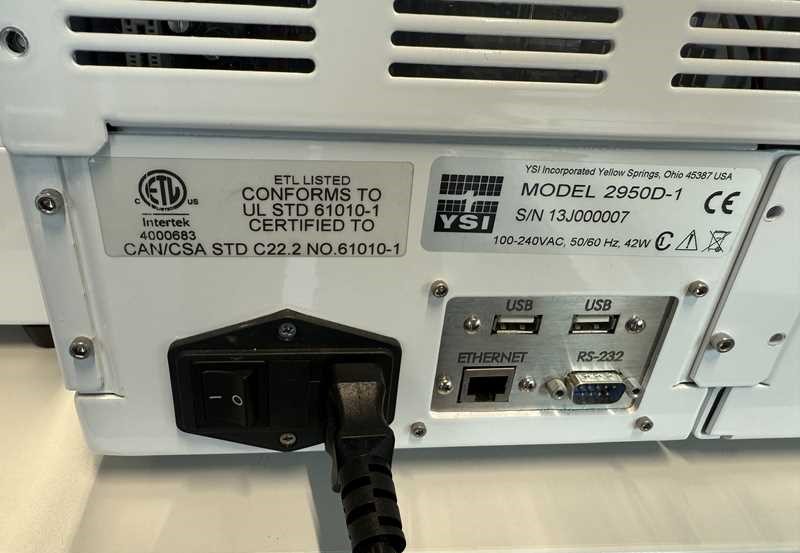 ETL LISTED
CONFORMS TO
UL STD 61010-1
CERTIFIED TO
CAN/CSA STD C22.2 NO.61010-1
C ETL US
Intertek
4000683
YSI Incorporated Yellow Springs, Ohio 45387 USA
MODEL 2950D-1
S/N 13J000007
100-240VAC, 50/60 Hz, 42W
YSI
CE
USB USB
ETHERNET RS-232
I O